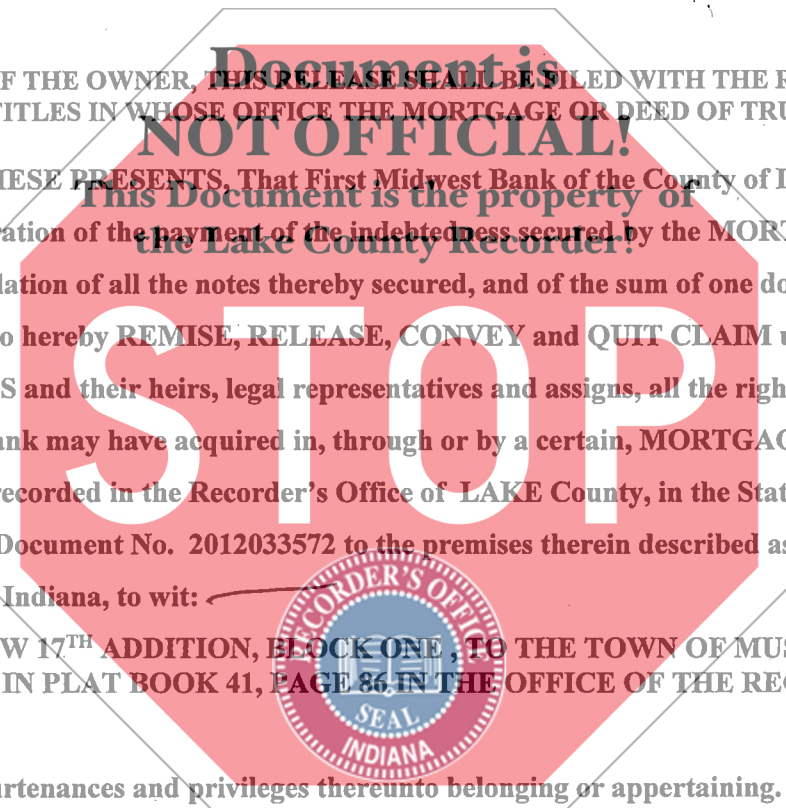 Document is
F THE OWNER, THIS RELEASE SHALL BE FILED WITH THE R
TITLES IN WHOSE OFFICE THE MORTGAGE OR DEED OF TRU
NOT OFFICIAL!
IESE PRESENTS, That First Midwest Bank of the County of L
This Document is the property of
ation of the payment of the indebtedness secured by the MORT
the Lake County Recorder!
lation of all the notes thereby secured, and of the sum of one do
o hereby REMISE, RELEASE, CONVEY and QUIT CLAIM u
S and their heirs, legal representatives and assigns, all the righ
ank may have acquired in, through or by a certain, MORTGAG
STOP
recorded in the Recorder's Office of LAKE County, in the Stat
Document No. 2012033572 to the premises therein described as
Indiana, to wit:
W 17TH ADDITION, BLOCK ONE , TO THE TOWN OF MUS
IN PLAT BOOK 41, PAGE 86 IN THE OFFICE OF THE REC
RECORDER'S OFFICE
SEAL
INDIANA
urtenances and privileges thereunto belonging or appertaining.